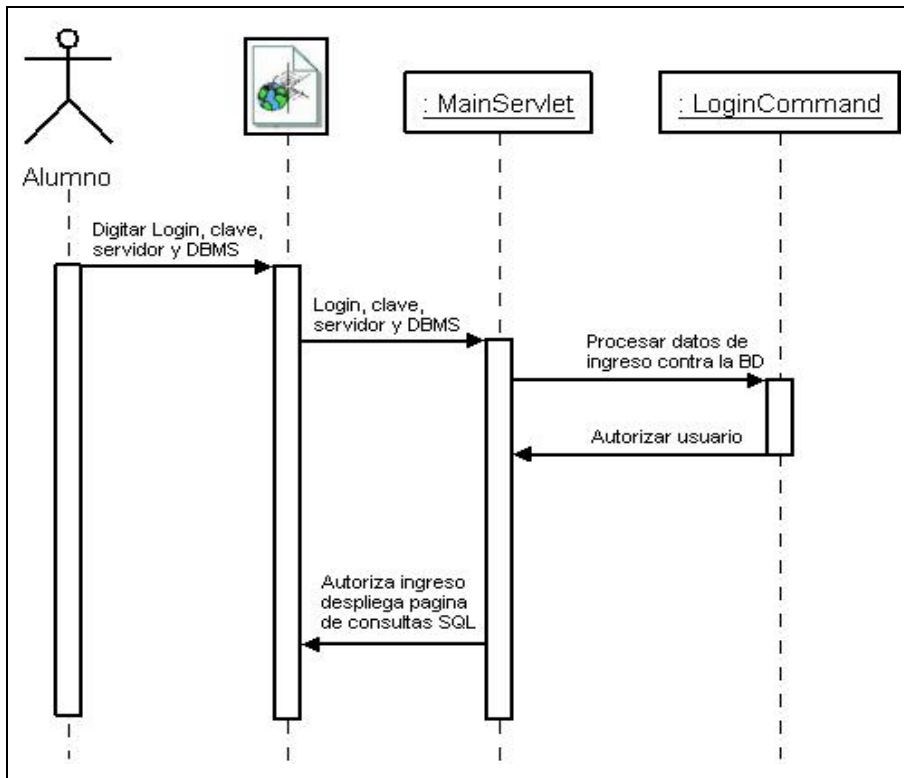 : MainServlet
: LoginCommand
Alumno
Digitar Login, clave,
servidor y DBMS
Login, clave,
servidor y DBMS
Procesar datos de
ingreso contra la BD
Autorizar usuario
Autoriza ingreso
despliega pagina
de consultas SQL